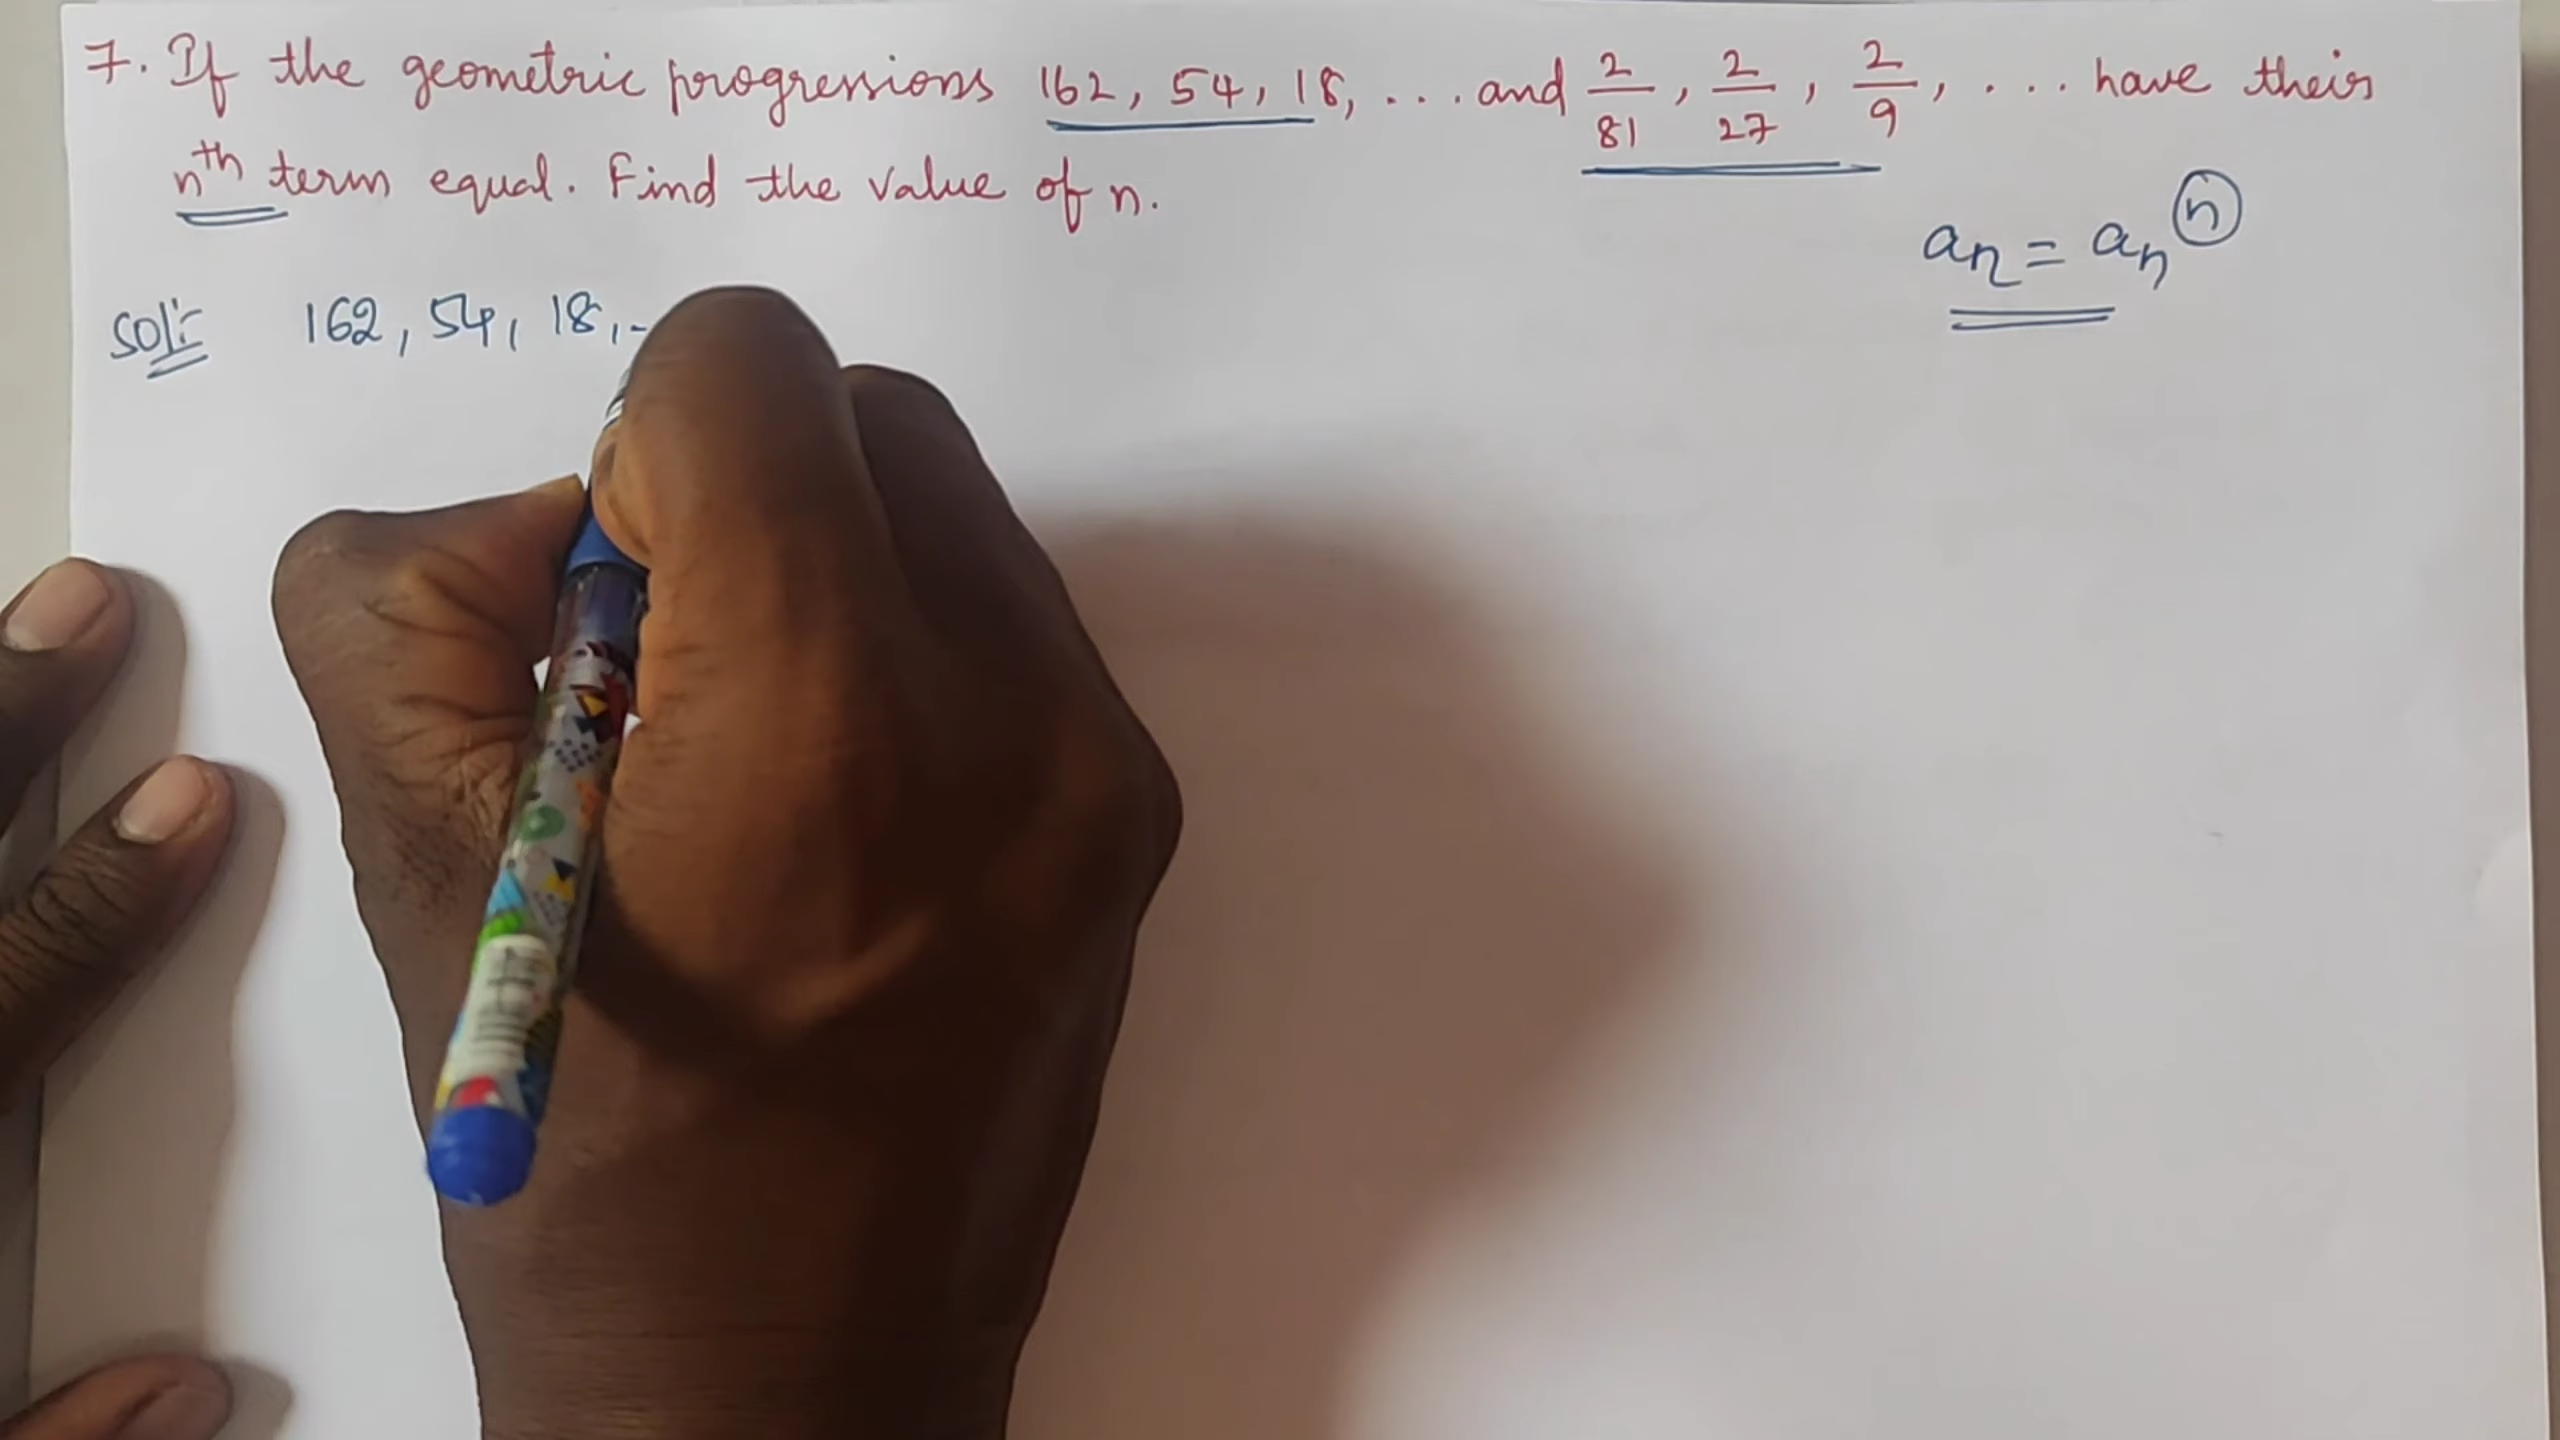 7. If the geometric progressions 162, 54, 18, ... and 2/81, 2/27, 2/9, ... have their
nth term equal. Find the value of n.
an = an n
Sol:- 162, 54, 18, -